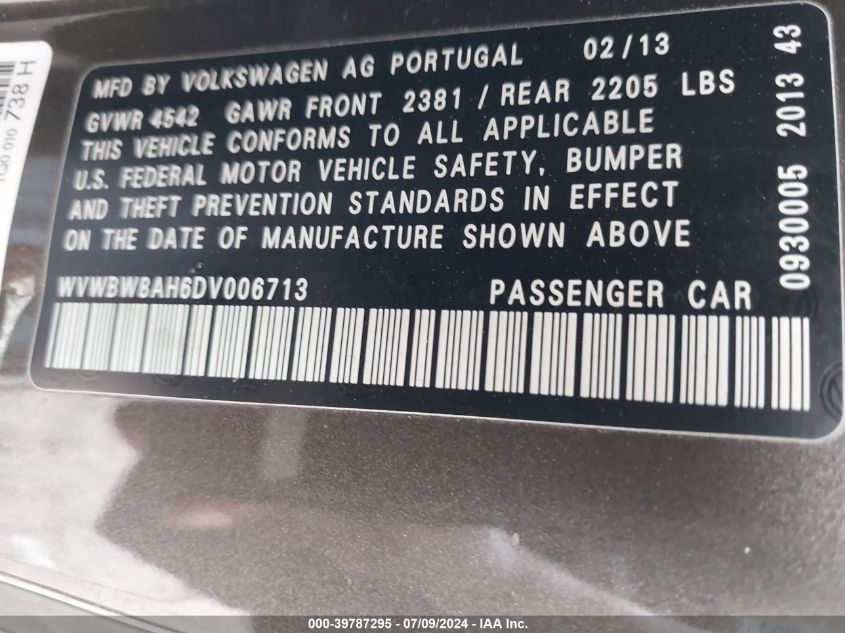 MFD BY VOLKSWAGEN AG PORTUGAL 02/13
GVWR 4542 GAWR FRONT 2381 / REAR 2205 LBS
THIS VEHICLE CONFORMS TO ALL APPLICABLE
U.S. FEDERAL MOTOR VEHICLE SAFETY, BUMPER
AND THEFT PREVENTION STANDARDS IN EFFECT
ON THE DATE OF MANUFACTURE SHOWN ABOVE
WVWBW8AH6DV006713 PASSENGER CAR
0930005 2013 43
010 738 H
000-39787295 - 07/09/2024 - IAA Inc.